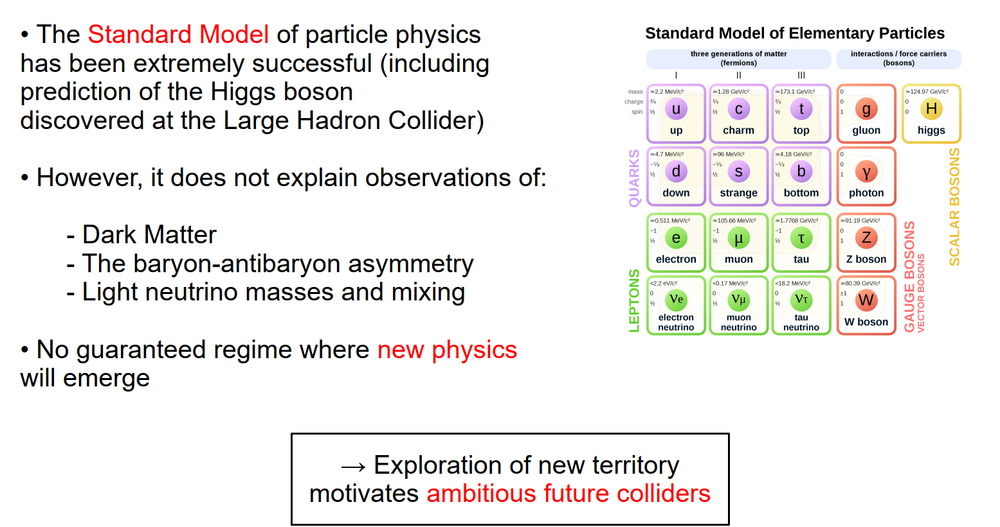 • The Standard Model of particle physics
has been extremely successful (including
prediction of the Higgs boson
discovered at the Large Hadron Collider)
• However, it does not explain observations of:
- Dark Matter
- The baryon-antibaryon asymmetry
- Light neutrino masses and mixing
• No guaranteed regime where new physics
will emerge
→ Exploration of new territory
motivates ambitious future colliders
Standard Model of Elementary Particles
three generations of matter
(fermions)
interactions / force carriers
(bosons)
I II III
mass
charge
spin
≃2.2 MeV/c²
⅔
½
u
up
≃1.28 GeV/c²
⅔
½
c
charm
≃173.1 GeV/c²
⅔
½
t
top
0
0
1
g
gluon
≃124.97 GeV/c²
0
0
H
higgs
QUARKS
≃4.7 MeV/c²
−⅓
½
d
down
≃96 MeV/c²
−⅓
½
s
strange
≃4.18 GeV/c²
−⅓
½
b
bottom
0
0
1
γ
photon
SCALAR BOSONS
LEPTONS
≃0.511 MeV/c²
−1
½
e
electron
≃105.66 MeV/c²
−1
½
μ
muon
≃1.7768 GeV/c²
−1
½
τ
tau
≃91.19 GeV/c²
0
1
Z
Z boson
GAUGE BOSONS
VECTOR BOSONS
<2.2 eV/c²
0
½
νe
electron
neutrino
<0.17 MeV/c²
0
½
νμ
muon
neutrino
<18.2 MeV/c²
0
½
ντ
tau
neutrino
≃80.39 GeV/c²
±1
1
W
W boson